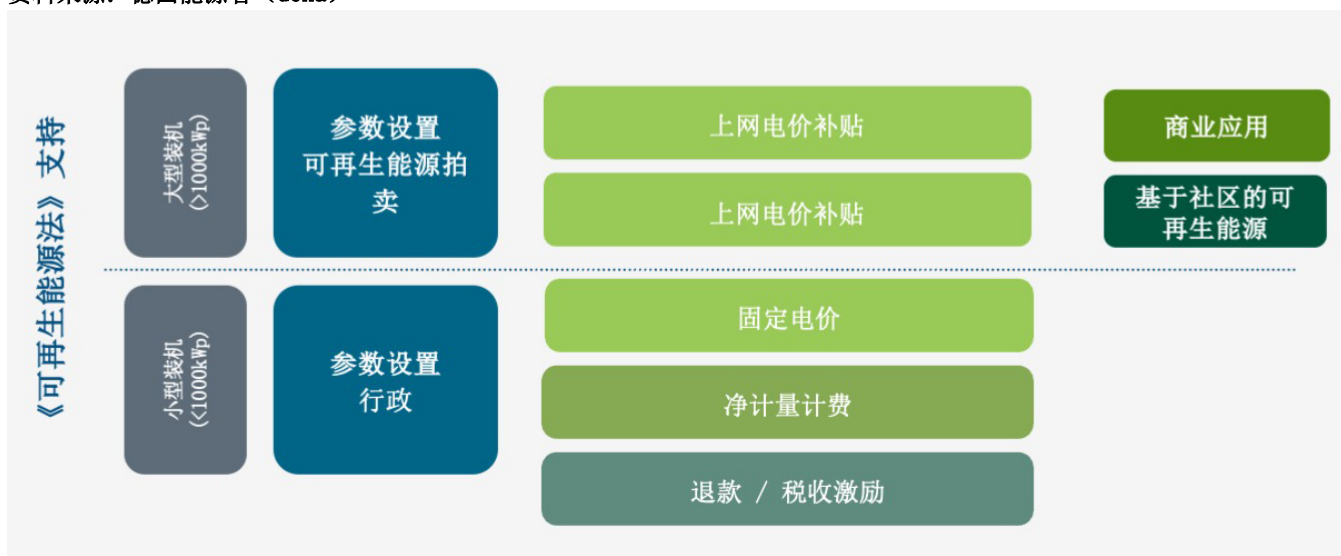 《可再生能源法》支持
大型装机
(>1000kWp)
参数设置
可再生能源拍
卖
上网电价补贴
上网电价补贴
商业应用
基于社区的可
再生能源
小型装机
(<1000kWp)
参数设置
行政
固定电价
净计量计费
退款 / 税收激励